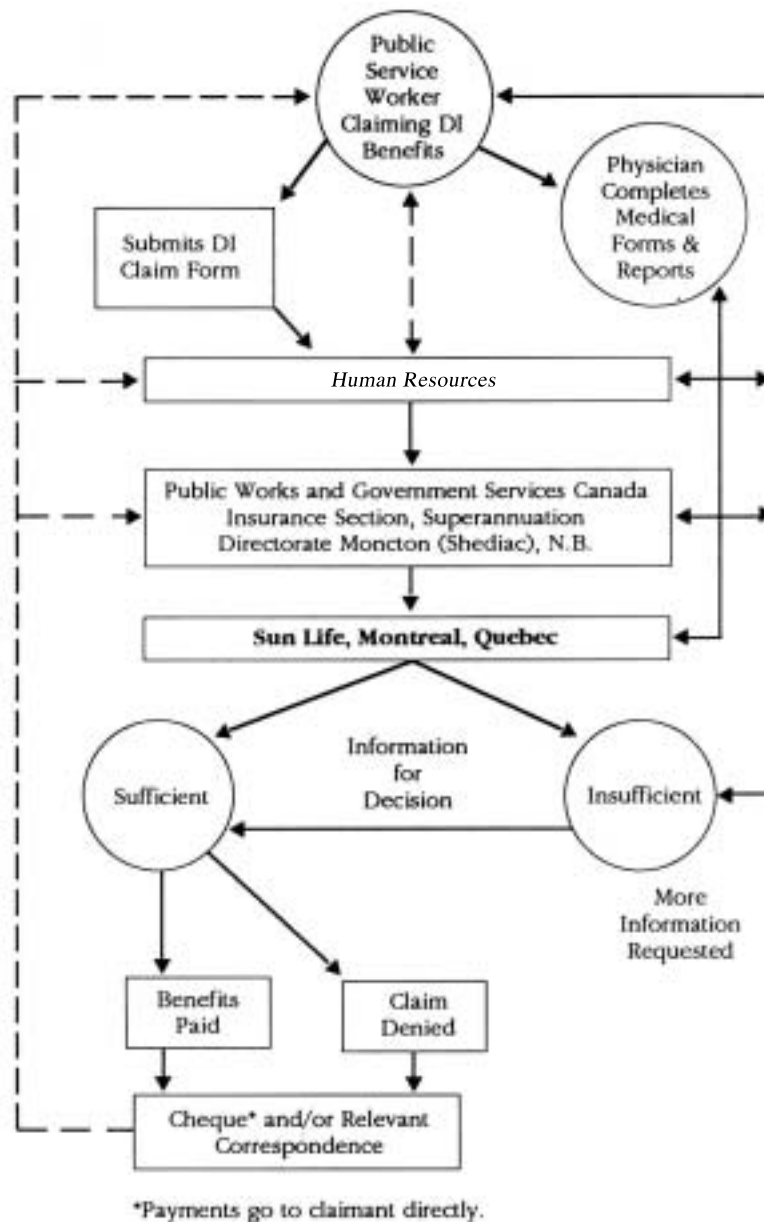 Public
Service
Worker
Claiming DI
Benefits
Physician
Completes
Medical
Forms &
Reports
Submits DI
Claim Form
Human Resources
Public Works and Government Services Canada
Insurance Section, Superannuation
Directorate Moncton (Shediac), N.B.
Sun Life, Montreal, Quebec
Sufficient
Information
for
Decision
Insufficient
More
Information
Requested
Benefits
Paid
Claim
Denied
Cheque* and/or Relevant
Correspondence
*Payments go to claimant directly.